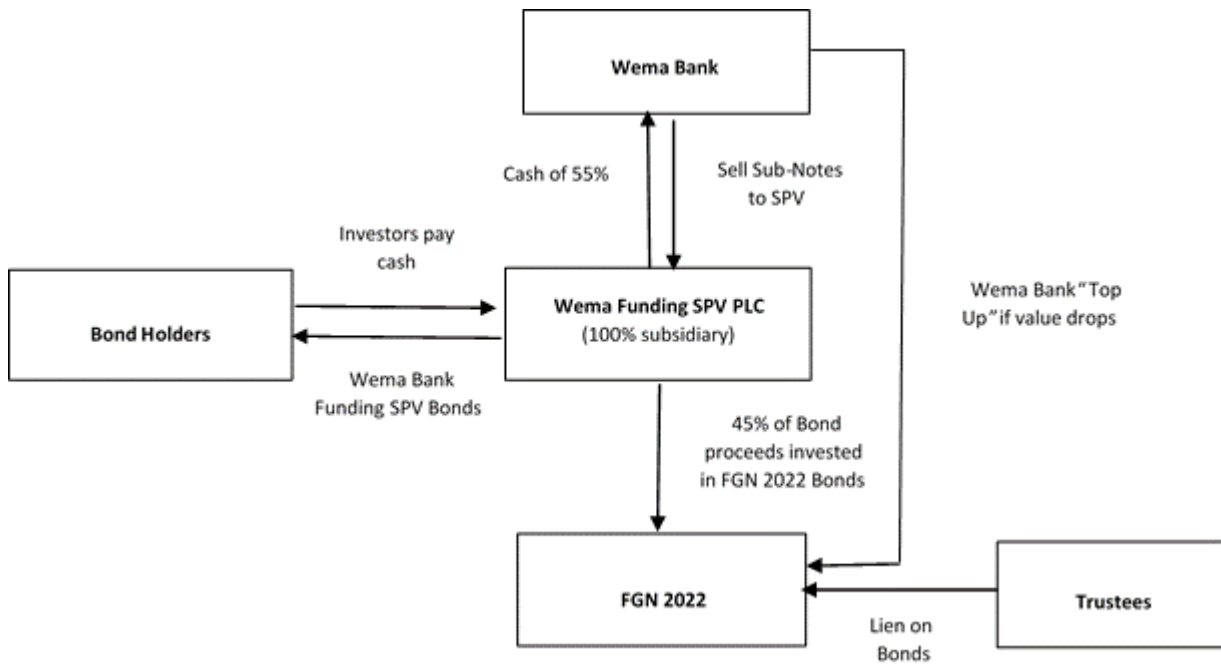 Wema Bank
Cash of 55%
Sell Sub-Notes
to SPV
Investors pay
cash
Wema Funding SPV PLC
(100% subsidiary)
Wema Bank “Top
Up” if value drops
Bond Holders
Wema Bank
Funding SPV Bonds
45% of Bond
proceeds invested
in FGN 2022 Bonds
FGN 2022
Trustees
Lien on
Bonds